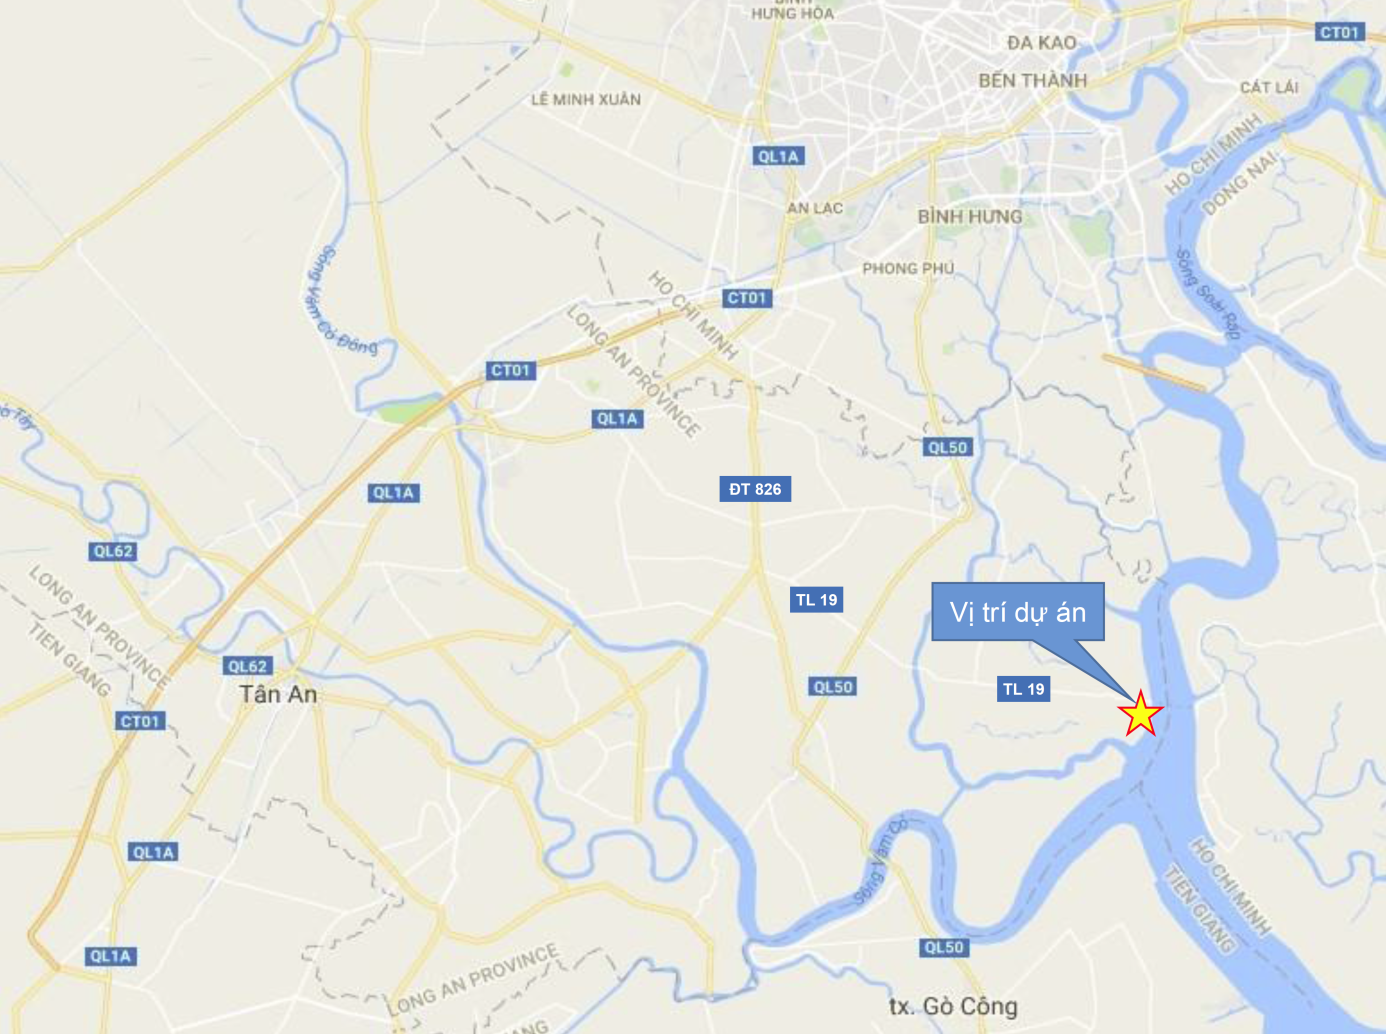 BÌNH
HƯNG HÒA
CT01
ĐA KAO
BẾN THÀNH
CÁT LÁI
LÊ MINH XUÂN
HO CHI MINH
DONG NAI
QL1A
AN LẠC
BÌNH HƯNG
PHONG PHÚ
Sông Vàm Cỏ Đông
Sông Soài Rạp
HO CHI MINH
LONG AN PROVINCE
CT01
CT01
QL1A
QL50
QL1A
ĐT 826
QL62
LONG AN PROVINCE
TIEN GIANG
TL 19
Vị trí dự án
QL62
Tân An
QL50
TL 19
CT01
QL1A
Sông Vàm Cỏ
HO CHI MINH
TIEN GIANG
QL1A
LONG AN PROVINCE
QL50
tx. Gò Công